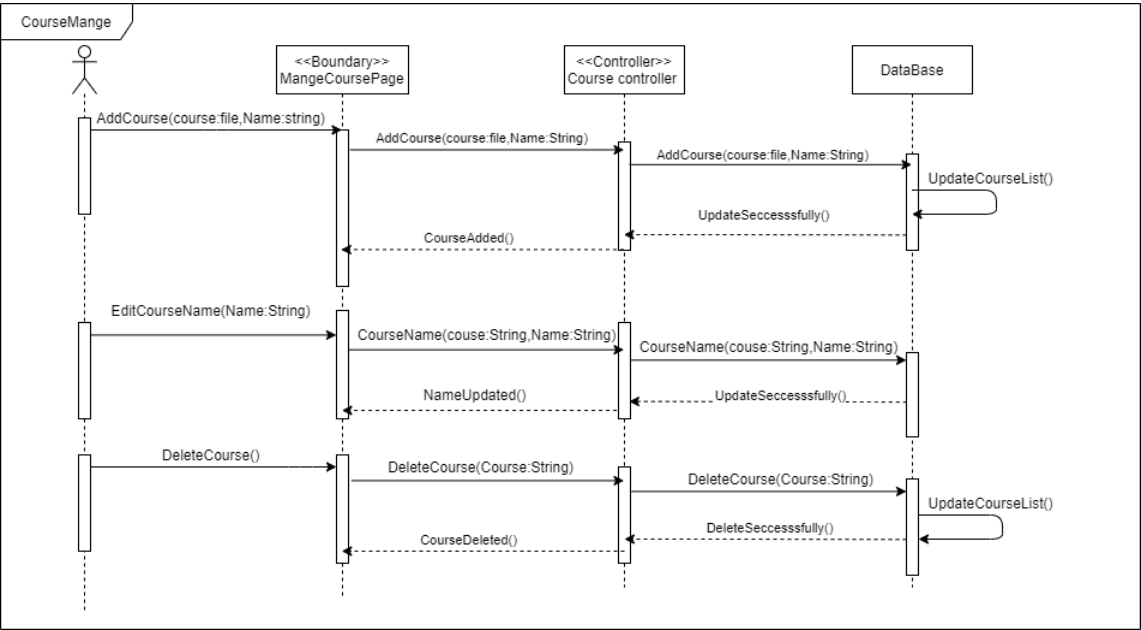 CourseMange
<<Boundary>>
MangeCoursePage
<<Controller>>
Course controller
DataBase
AddCourse(course:file,Name:string)
AddCourse(course:file,Name:String)
AddCourse(course:file,Name:String)
UpdateCourseList()
UpdateSeccesssfully()
CourseAdded()
EditCourseName(Name:String)
CourseName(couse:String,Name:String)
CourseName(couse:String,Name:String)
NameUpdated()
UpdateSeccesssfully()
DeleteCourse()
DeleteCourse(Course:String)
DeleteCourse(Course:String)
UpdateCourseList()
DeleteSeccesssfully()
CourseDeleted()